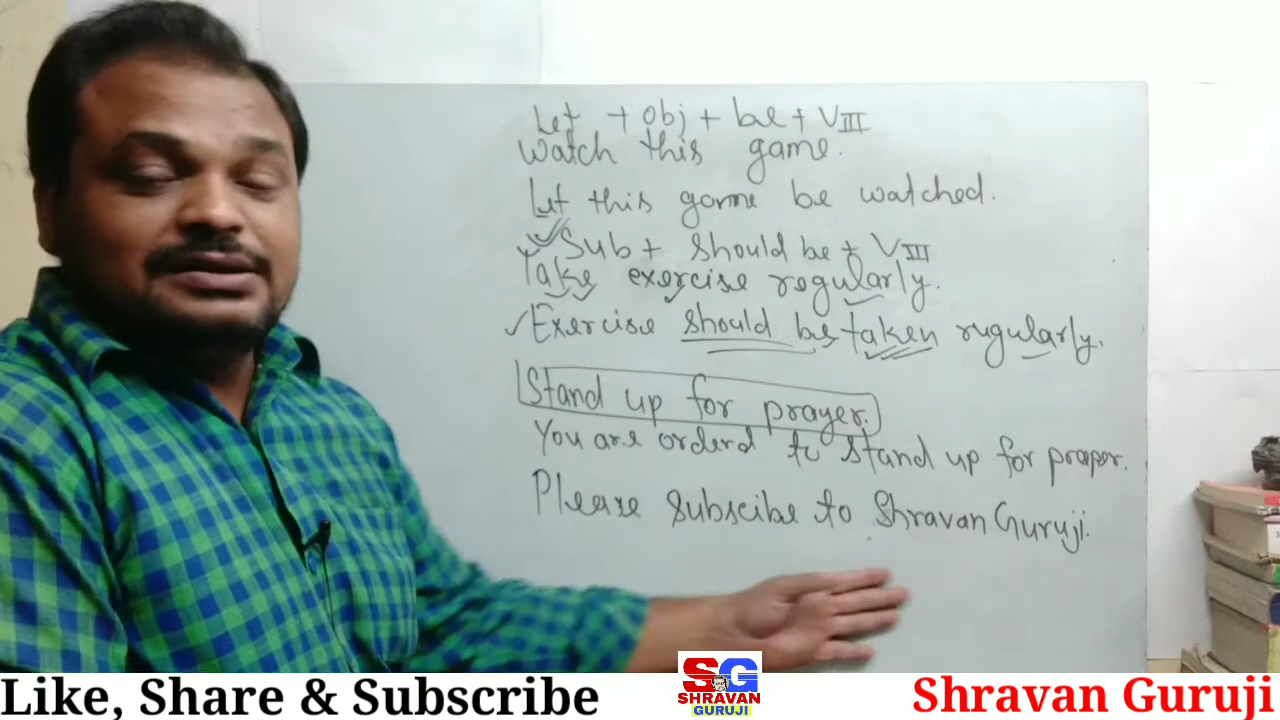 Let + obj + be + VIII
Watch this game.
Let this game be watched.
Sub + should be + VIII
Take exercise regularly.
Exercise should be taken rugularly.
Stand up for prayer.
You are orderd to stand up for praper.
Please subscibe to Shravan Guruji.
SG
SHRAVAN
GURUJI
Like, Share & Subscribe
Shravan Guruji